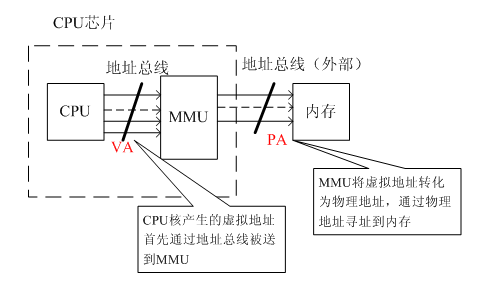 CPU芯片
地址总线
地址总线（外部）
CPU
MMU
内存
VA
PA
CPU核产生的虚拟地址
首先通过地址总线被送
到MMU
MMU将虚拟地址转化
为物理地址，通过物理
地址寻址到内存